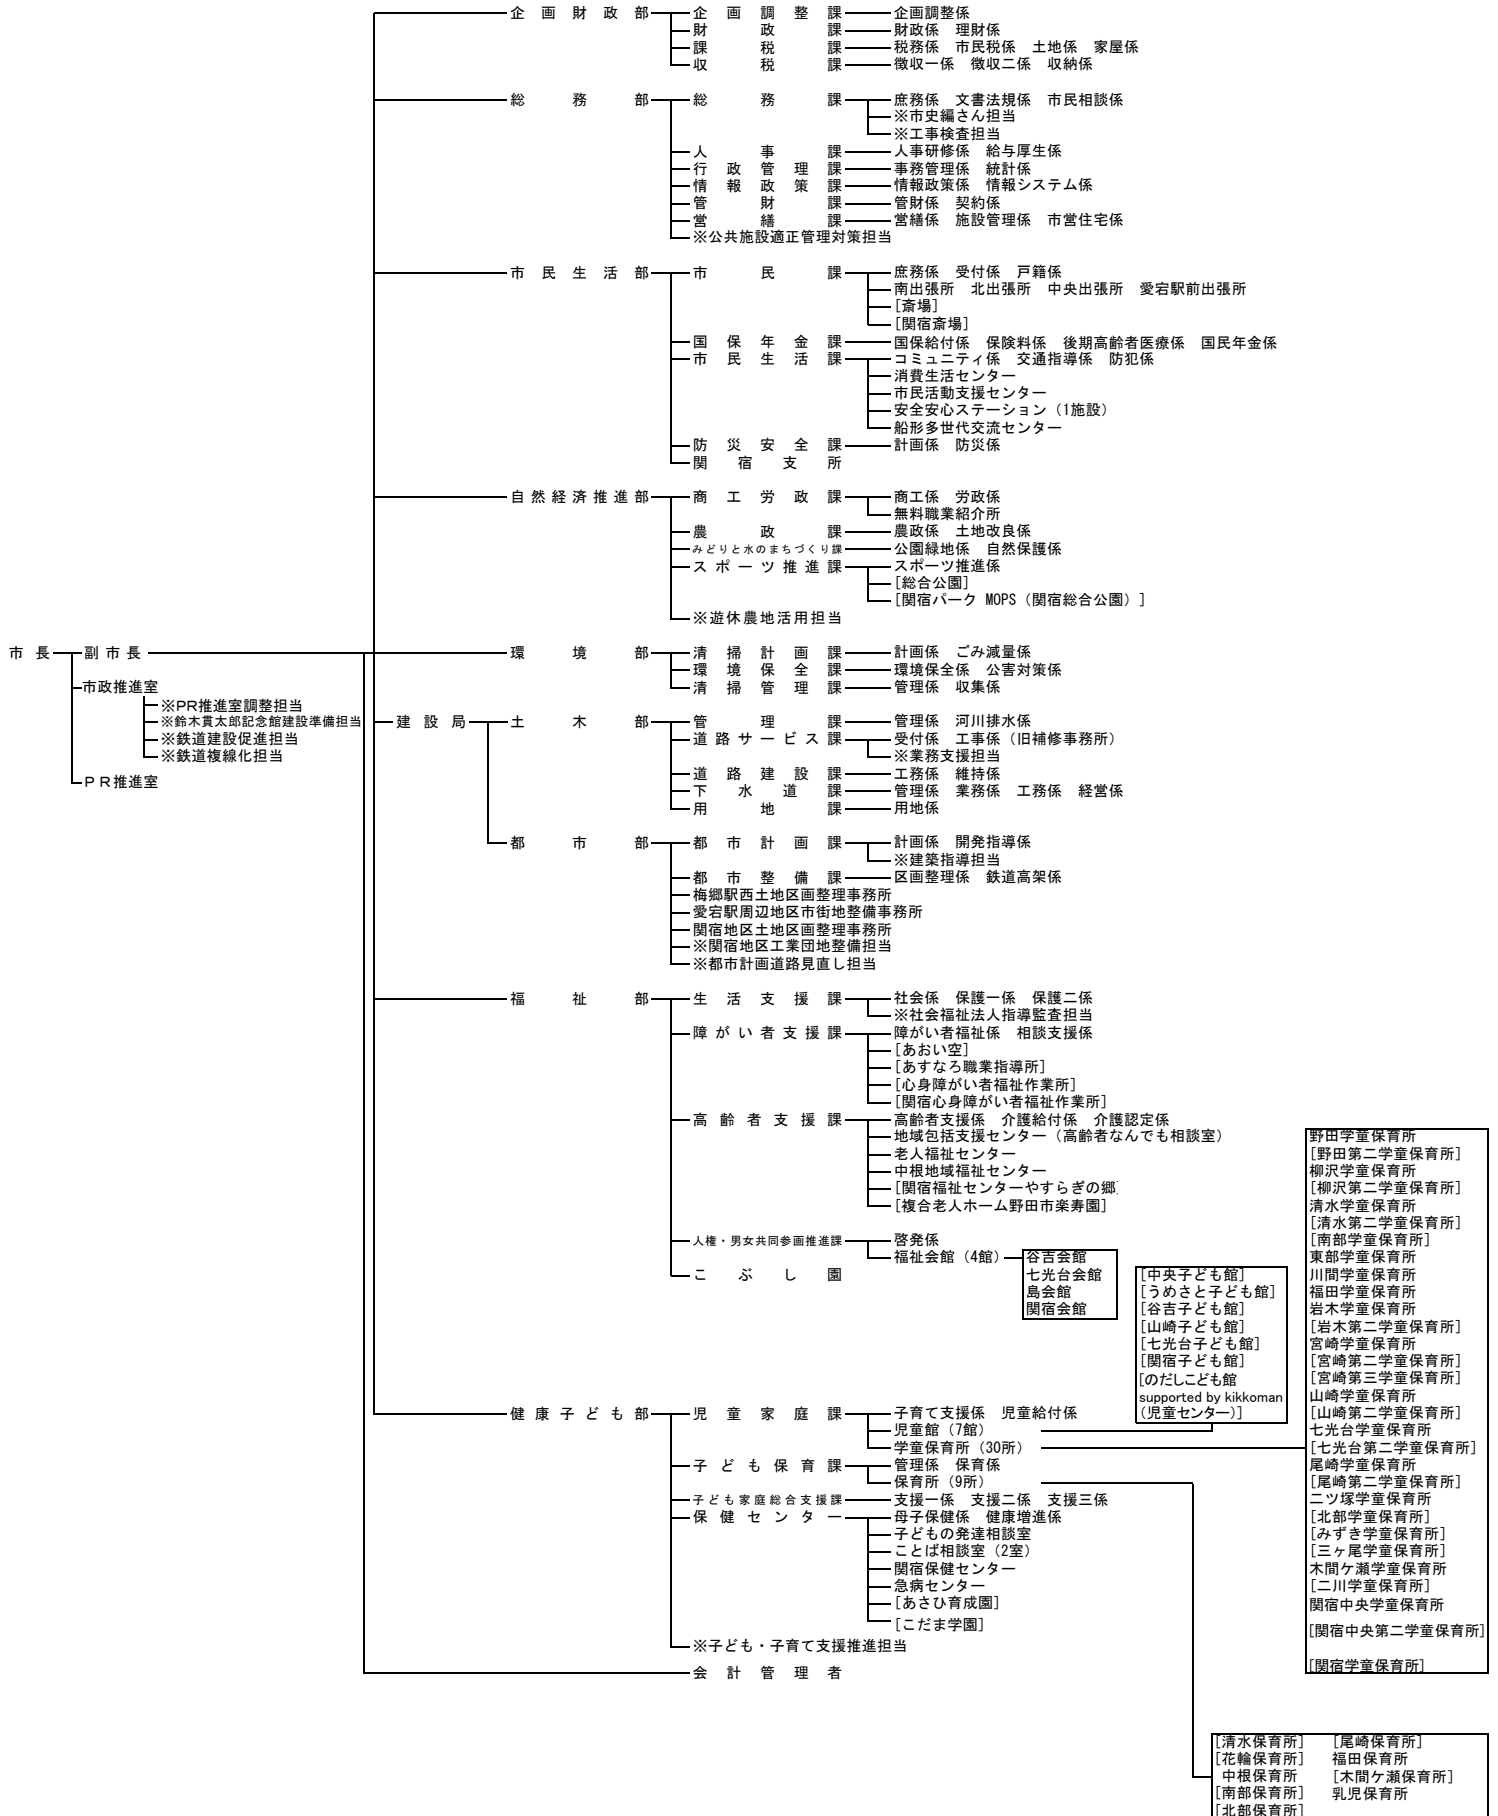 企画財政部 企画調整課 企画調整係
財政課 財政係 理財係
課税課 税務係 市民税係 土地係 家屋係
収税課 徴収一係 徴収二係 収納係
総務部 総務課 庶務係 文書法規係 市民相談係
※市史編さん担当
※工事検査担当
人事課 人事研修係 給与厚生係
行政管理課 事務管理係 統計係
情報政策課 情報政策係 情報システム係
管財課 管財係 契約係
営繕課 営繕係 施設管理係 市営住宅係
※公共施設適正管理対策担当
市民生活部 市民課 庶務係 受付係 戸籍係
南出張所 北出張所 中央出張所 愛宕駅前出張所
[斎場]
[関宿斎場]
国保年金課 国保給付係 保険料係 後期高齢者医療係 国民年金係
市民生活課 コミュニティ係 交通指導係 防犯係
消費生活センター
市民活動支援センター
安全安心ステーション（1施設）
船形多世代交流センター
防災安全課 計画係 防災係
関宿支所
自然経済推進部 商工労政課 商工係 労政係
無料職業紹介所
農政課 農政係 土地改良係
みどりと水のまちづくり課 公園緑地係 自然保護係
スポーツ推進課 スポーツ推進係
[総合公園]
[関宿パーク MOPS（関宿総合公園）]
※遊休農地活用担当
市長 副市長 環境部 清掃計画課 計画係 ごみ減量係
環境保全課 環境保全係 公害対策係
清掃管理課 管理係 収集係
市政推進室
※PR推進室調整担当
※鈴木貫太郎記念館建設準備担当
※鉄道建設促進担当
※鉄道複線化担当
ＰＲ推進室
建設局 土木部 管理課 管理係 河川排水係
道路サービス課 受付係 工事係（旧補修事務所）
※業務支援担当
道路建設課 工務係 維持係
下水道課 管理係 業務係 工務係 経営係
用地課 用地係
都市部 都市計画課 計画係 開発指導係
※建築指導担当
都市整備課 区画整理係 鉄道高架係
梅郷駅西土地区画整理事務所
愛宕駅周辺地区市街地整備事務所
関宿地区土地区画整理事務所
※関宿地区工業団地整備担当
※都市計画道路見直し担当
福祉部 生活支援課 社会係 保護一係 保護二係
※社会福祉法人指導監査担当
障がい者支援課 障がい者福祉係 相談支援係
[あおい空]
[あすなろ職業指導所]
[心身障がい者福祉作業所]
[関宿心身障がい者福祉作業所]
高齢者支援課 高齢者支援係 介護給付係 介護認定係
地域包括支援センター（高齢者なんでも相談室）
老人福祉センター
中根地域福祉センター
[関宿福祉センターやすらぎの郷]
[複合老人ホーム野田市楽寿園]
人権・男女共同参画推進課 啓発係
福祉会館（4館）
谷吉会館
七光台会館
島会館
関宿会館
こぶし園
健康子ども部 児童家庭課 子育て支援係 児童給付係
児童館（7館）
学童保育所（30所）
子ども保育課 管理係 保育係
保育所（9所）
子ども家庭総合支援課 支援一係 支援二係 支援三係
保健センター 母子保健係 健康増進係
子どもの発達相談室
ことば相談室（2室）
関宿保健センター
急病センター
[あさひ育成園]
[こだま学園]
※子ども・子育て支援推進担当
会計管理者
[中央子ども館]
[うめさと子ども館]
[谷吉子ども館]
[山崎子ども館]
[七光台子ども館]
[関宿子ども館]
[のだしこども館
supported by kikkoman
（児童センター）]
野田学童保育所
[野田第二学童保育所]
柳沢学童保育所
[柳沢第二学童保育所]
清水学童保育所
[清水第二学童保育所]
[南部学童保育所]
東部学童保育所
川間学童保育所
福田学童保育所
岩木学童保育所
[岩木第二学童保育所]
宮崎学童保育所
[宮崎第二学童保育所]
[宮崎第三学童保育所]
山崎学童保育所
[山崎第二学童保育所]
七光台学童保育所
[七光台第二学童保育所]
尾崎学童保育所
[尾崎第二学童保育所]
二ツ塚学童保育所
[北部学童保育所]
[みずき学童保育所]
[三ヶ尾学童保育所]
木間ケ瀬学童保育所
[二川学童保育所]
関宿中央学童保育所
[関宿中央第二学童保育所]
[関宿学童保育所]
[清水保育所] [尾崎保育所]
[花輪保育所] 福田保育所
中根保育所 [木間ケ瀬保育所]
[南部保育所] 乳児保育所
[北部保育所]